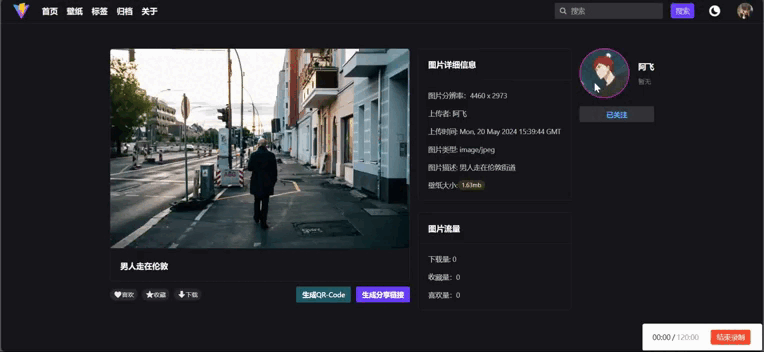 首页 壁纸 标签 归档 关于
搜索
搜索
男人走在伦敦
喜欢 收藏 下载
生成QR-Code 生成分享链接
图片详细信息
图片分辨率: 4460 x 2973
上传者: 阿飞
上传时间: Mon, 20 May 2024 15:39:44 GMT
图片类型: image/jpeg
图片描述: 男人走在伦敦街道
壁纸大小: 1.63mb
图片流量
下载量: 0
收藏量: 0
喜欢量: 0
阿飞
暂无
已关注
00:00 / 120:00
结束录制